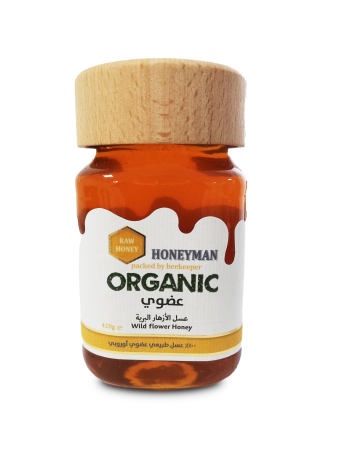 RAW
HONEY
HONEYMAN
packed by beekeeper
ORGANIC
عضوي
عسل الأزهار البرية
Wild flower Honey
عسل طبيعي عضوي أوروبي